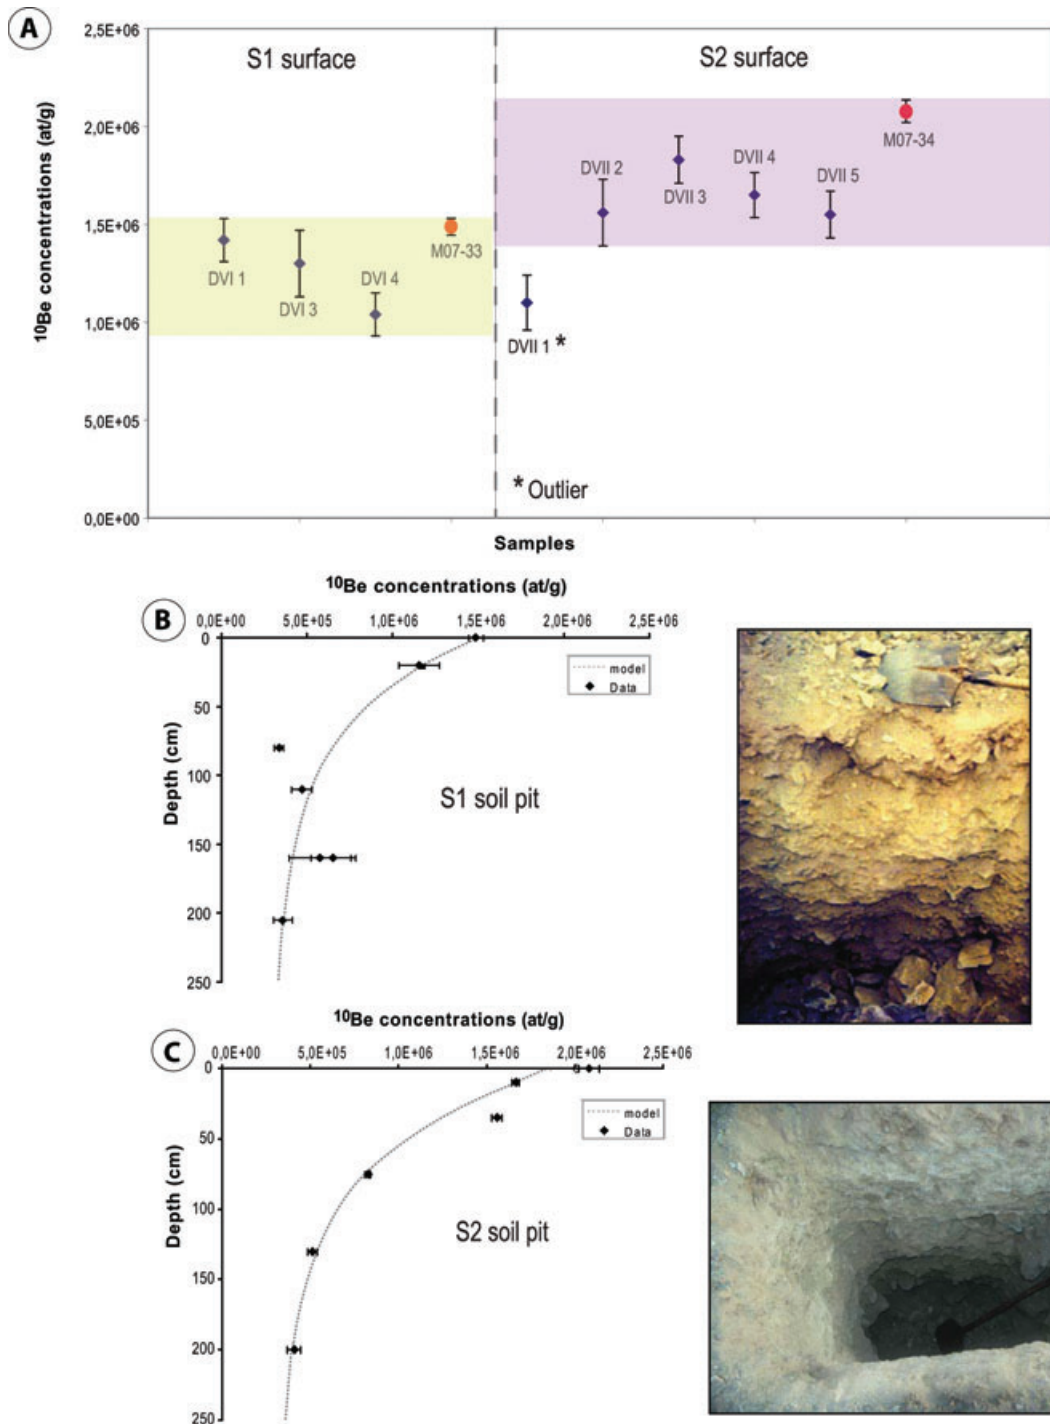 A
S1 surface
S2 surface
¹⁰Be concentrations (at/g)
2,5E+06
2,0E+06
1,5E+06
1,0E+06
5,0E+05
0,0E+00
DVI 1
DVI 3
DVI 4
M07-33
DVII 1 *
DVII 2
DVII 3
DVII 4
DVII 5
M07-34
* Outlier
Samples
B
¹⁰Be concentrations (at/g)
0,0E+00 5,0E+05 1,0E+06 1,5E+06 2,0E+06 2,5E+06
Depth (cm)
0
50
100
150
200
250
model
Data
S1 soil pit
C
¹⁰Be concentrations (at/g)
0,0E+00 5,0E+05 1,0E+06 1,5E+06 2,0E+06 2,5E+06
Depth (cm)
0
50
100
150
200
250
model
Data
S2 soil pit